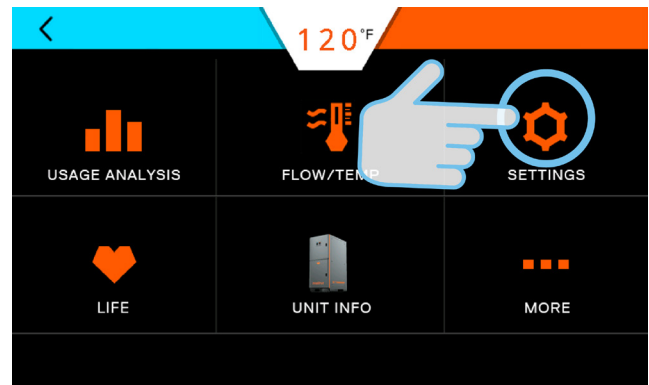 120°F
USAGE ANALYSIS
FLOW/TEMP
SETTINGS
LIFE
UNIT INFO
MORE